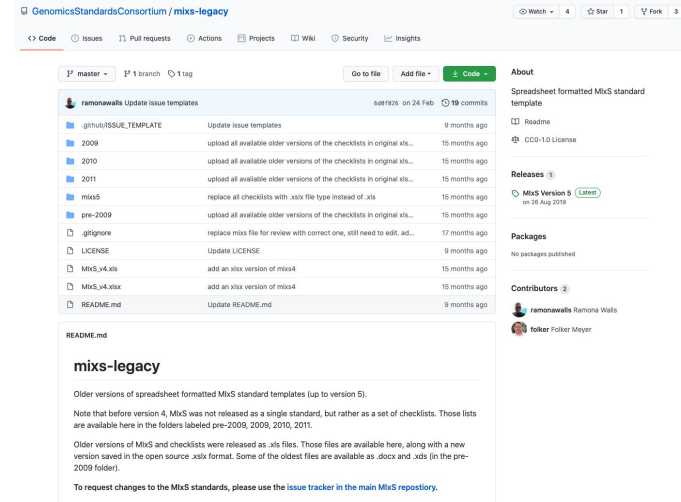 GenomicsStandardsConsortium / mixs-legacy
Watch 4 Star 1 Fork 3
Code Issues Pull requests Actions Projects Wiki Security Insights
master 1 branch 1 tag Go to file Add file Code
ramonawalls Update issue templates 6d0f826 on 24 Feb 19 commits
.github/ISSUE_TEMPLATE Update issue templates 9 months ago
2009 upload all available older versions of the checklists in original xls... 15 months ago
2010 upload all available older versions of the checklists in original xls... 15 months ago
2011 upload all available older versions of the checklists in original xls... 15 months ago
mixs5 replace all checklists with .xslx file type instead of .xls 15 months ago
pre-2009 upload all available older versions of the checklists in original xls... 15 months ago
.gitignore replace mixs file for review with correct one, still need to edit. ad... 17 months ago
LICENSE Update LICENSE 9 months ago
MIxS_v4.xls add an xlsx version of mixs4 15 months ago
MIxS_v4.xlsx add an xlsx version of mixs4 15 months ago
README.md Update README.md 9 months ago
README.md
mixs-legacy
Older versions of spreadsheet formatted MIxS standard templates (up to version 5).
Note that before version 4, MIxS was not released as a single standard, but rather as a set of checklists. Those lists
are available here in the folders labeled pre-2009, 2009, 2010, 2011.
Older versions of MIxS and checklists were released as .xls files. Those files are available here, along with a new
version saved in the open source .xslx format. Some of the oldest files are available as .docx and .xds (in the pre-
2009 folder).
To request changes to the MIxS standards, please use the issue tracker in the main MIxS repostiory.
About
Spreadsheet formatted MIxS standard
template
Readme
CC0-1.0 License
Releases 1
MIxS Version 5 Latest
on 26 Aug 2019
Packages
No packages published
Contributors 2
ramonawalls Ramona Walls
folker Folker Meyer